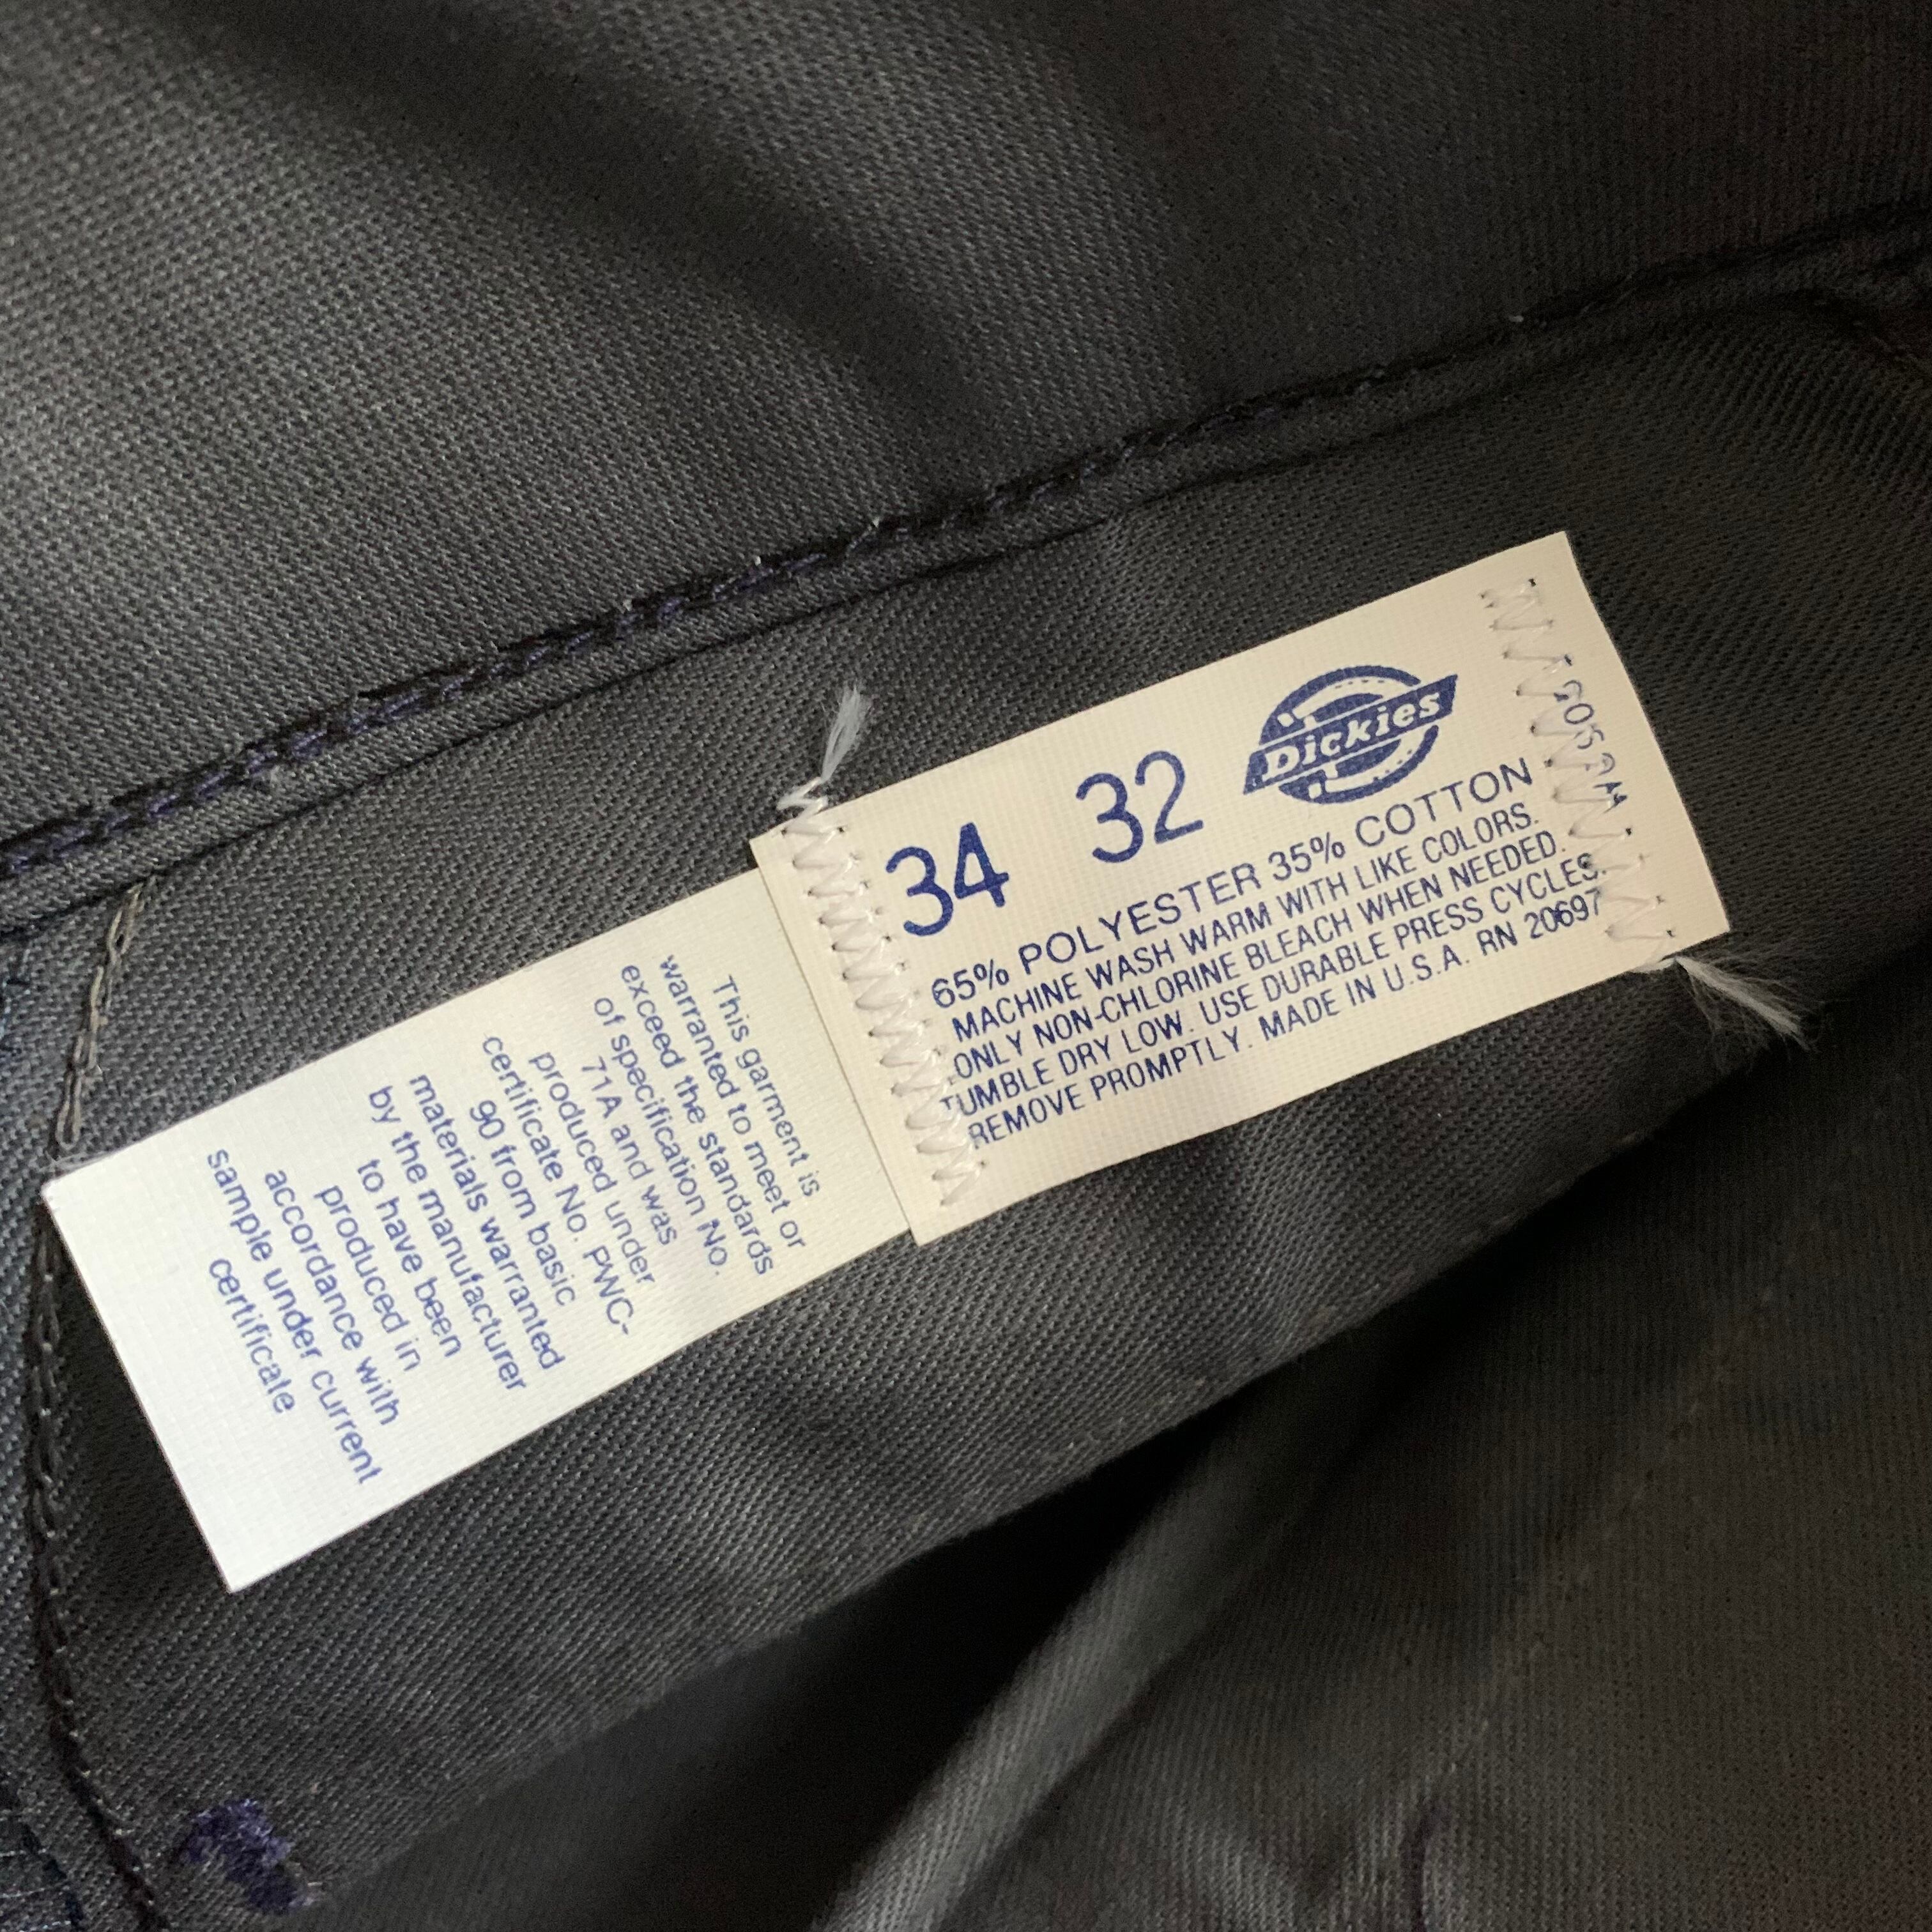 34 32 Dickies
65% POLYESTER 35% COTTON
MACHINE WASH WARM WITH LIKE COLORS.
ONLY NON-CHLORINE BLEACH WHEN NEEDED.
TUMBLE DRY LOW. USE DURABLE PRESS CYCLES.
REMOVE PROMPTLY. MADE IN U.S.A. RN 20697
This garment is
warranted to meet or
exceed the standards
of specification No.
71A and was
produced under
certificate No. PWC-
90 from basic
materials warranted
by the manufacturer
to have been
produced in
accordance with
sample under current
certificate